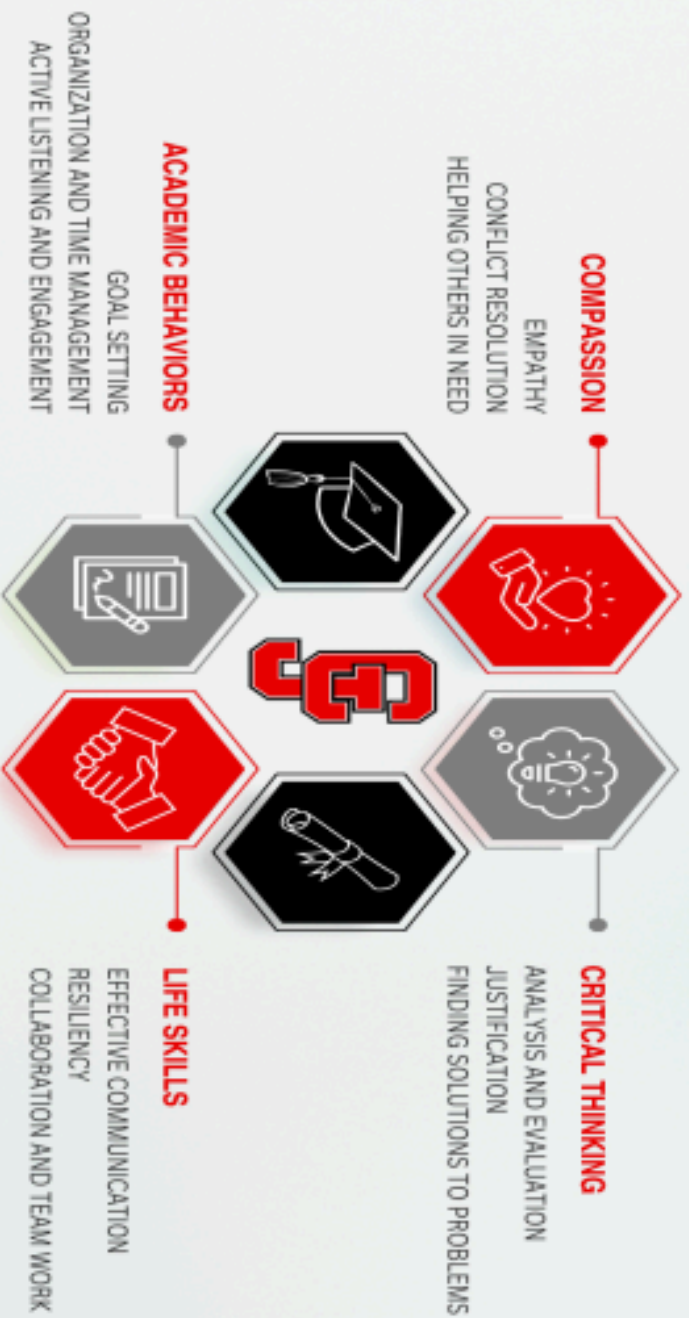 COMPASSION
EMPATHY
CONFLICT RESOLUTION
HELPING OTHERS IN NEED
CRITICAL THINKING
ANALYSIS AND EVALUATION
JUSTIFICATION
FINDING SOLUTIONS TO PROBLEMS
ACADEMIC BEHAVIORS
GOAL SETTING
ORGANIZATION AND TIME MANAGEMENT
ACTIVE LISTENING AND ENGAGEMENT
LIFE SKILLS
EFFECTIVE COMMUNICATION
RESILIENCY
COLLABORATION AND TEAM WORK